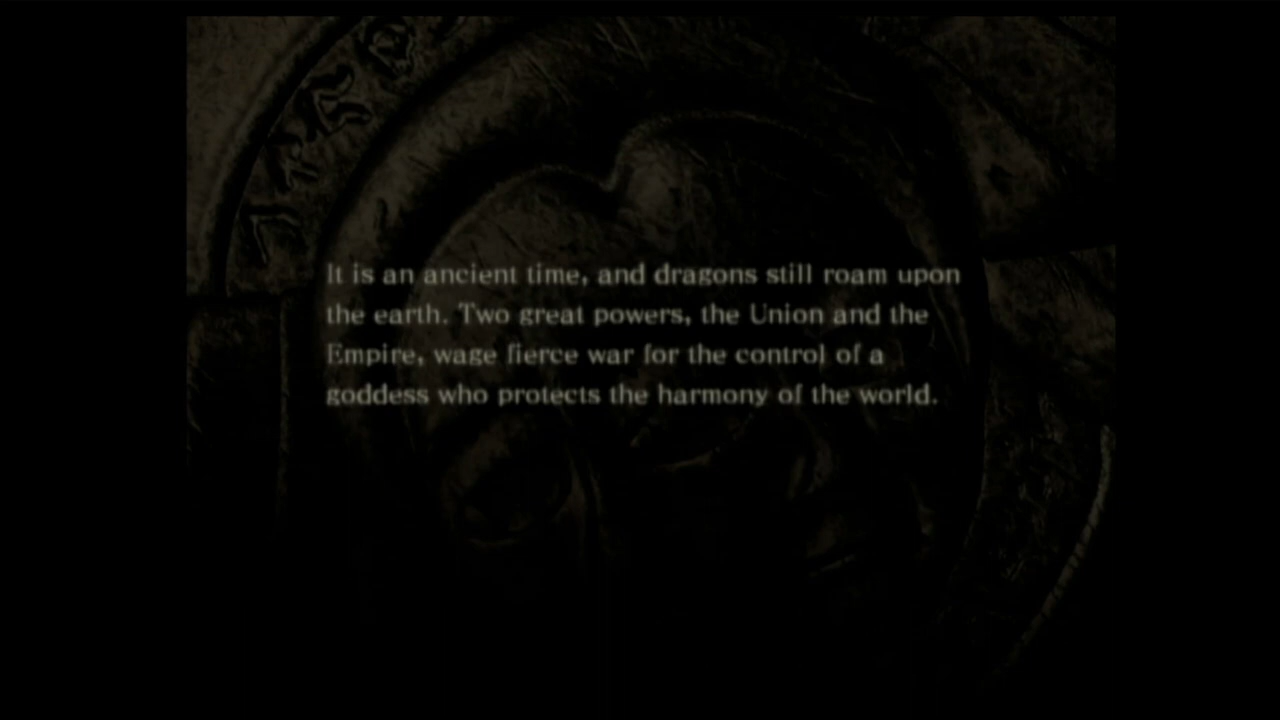 It is an ancient time, and dragons still roam upon
the earth. Two great powers, the Union and the
Empire, wage fierce war for the control of a
goddess who protects the harmony of the world.